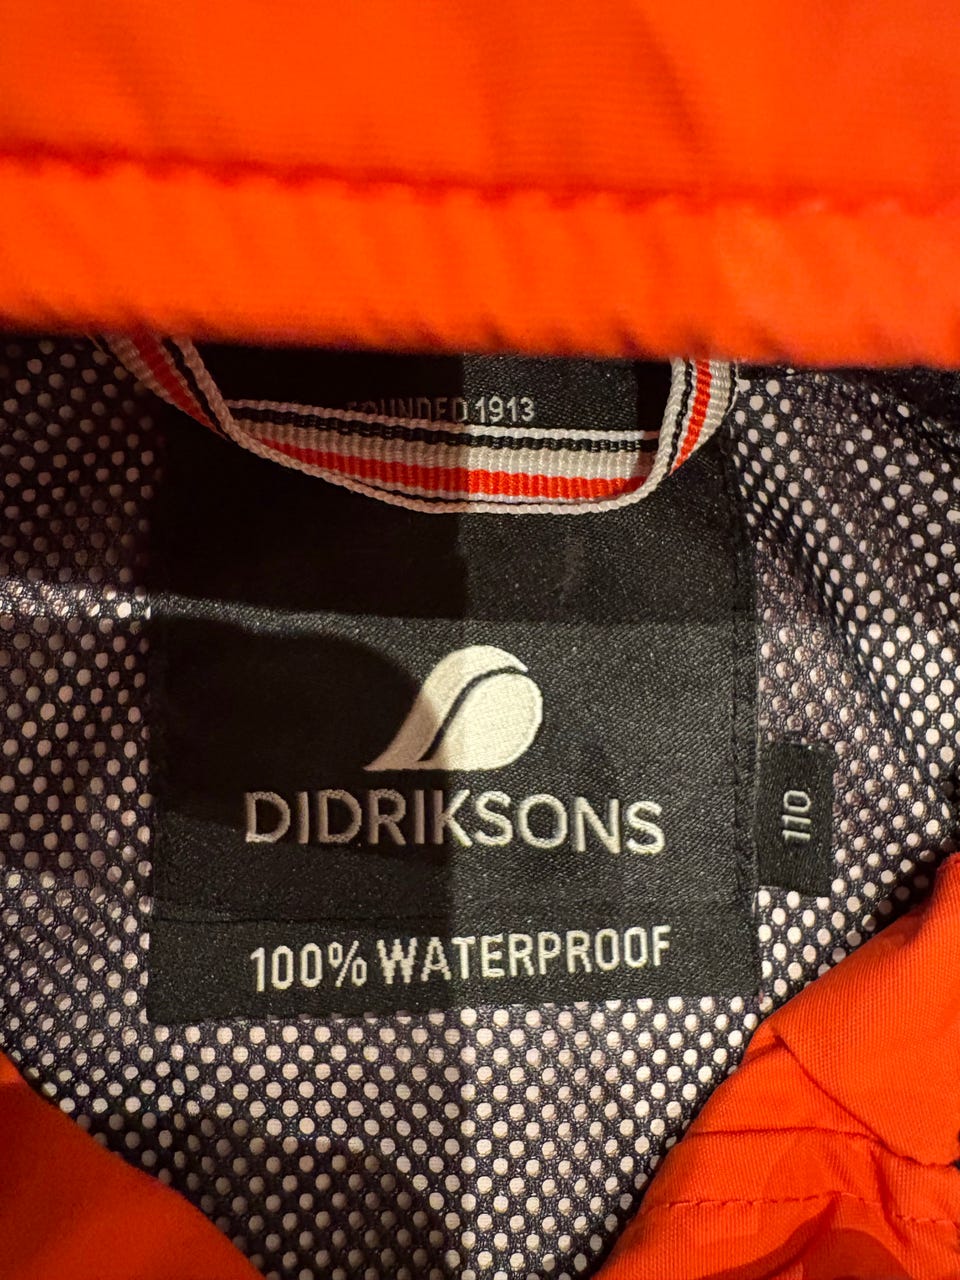 FOUNDED 1913
DIDRIKSONS
110
100% WATERPROOF